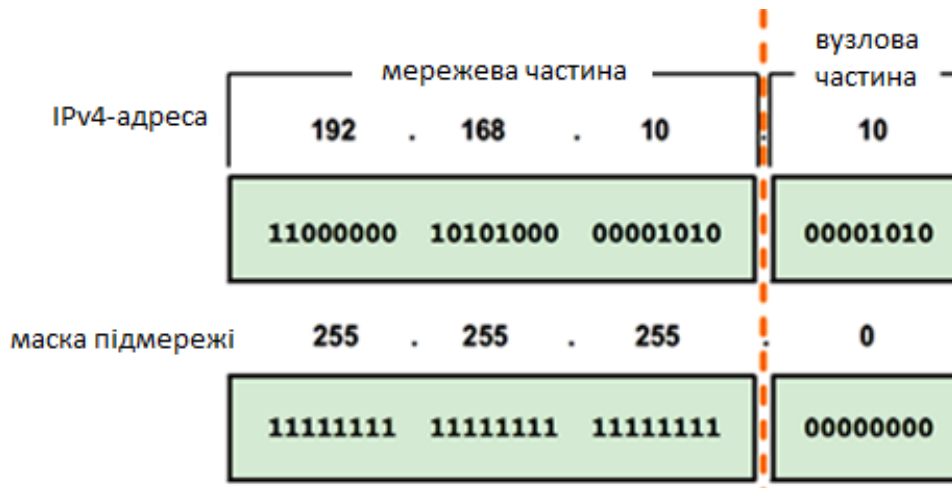 вузлова
мережева частина частина
IPv4-адреса
192 . 168 . 10 . 10
11000000 10101000 00001010 00001010
маска підмережі 255 . 255 . 255 . 0
11111111 11111111 11111111 00000000